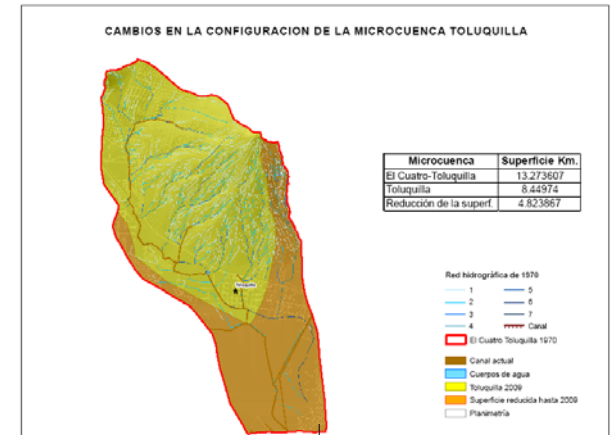 CAMBIOS EN LA CONFIGURACION DE LA MICROCUENCA TOLUQUILLA
Microcuenca Superficie Km.
El Cuatro-Toluquilla 13.273607
Toluquilla 8.44974
Reducción de la superf. 4.823867
Toluquilla
Red hidrográfica de 1970
1 5
2 6
3 7
4 Canal
El Cuatro Toluquilla 1970
Canal actual
Cuerpos de agua
Toluquilla 2009
Superficie reducida hasta 2009
Planimetría